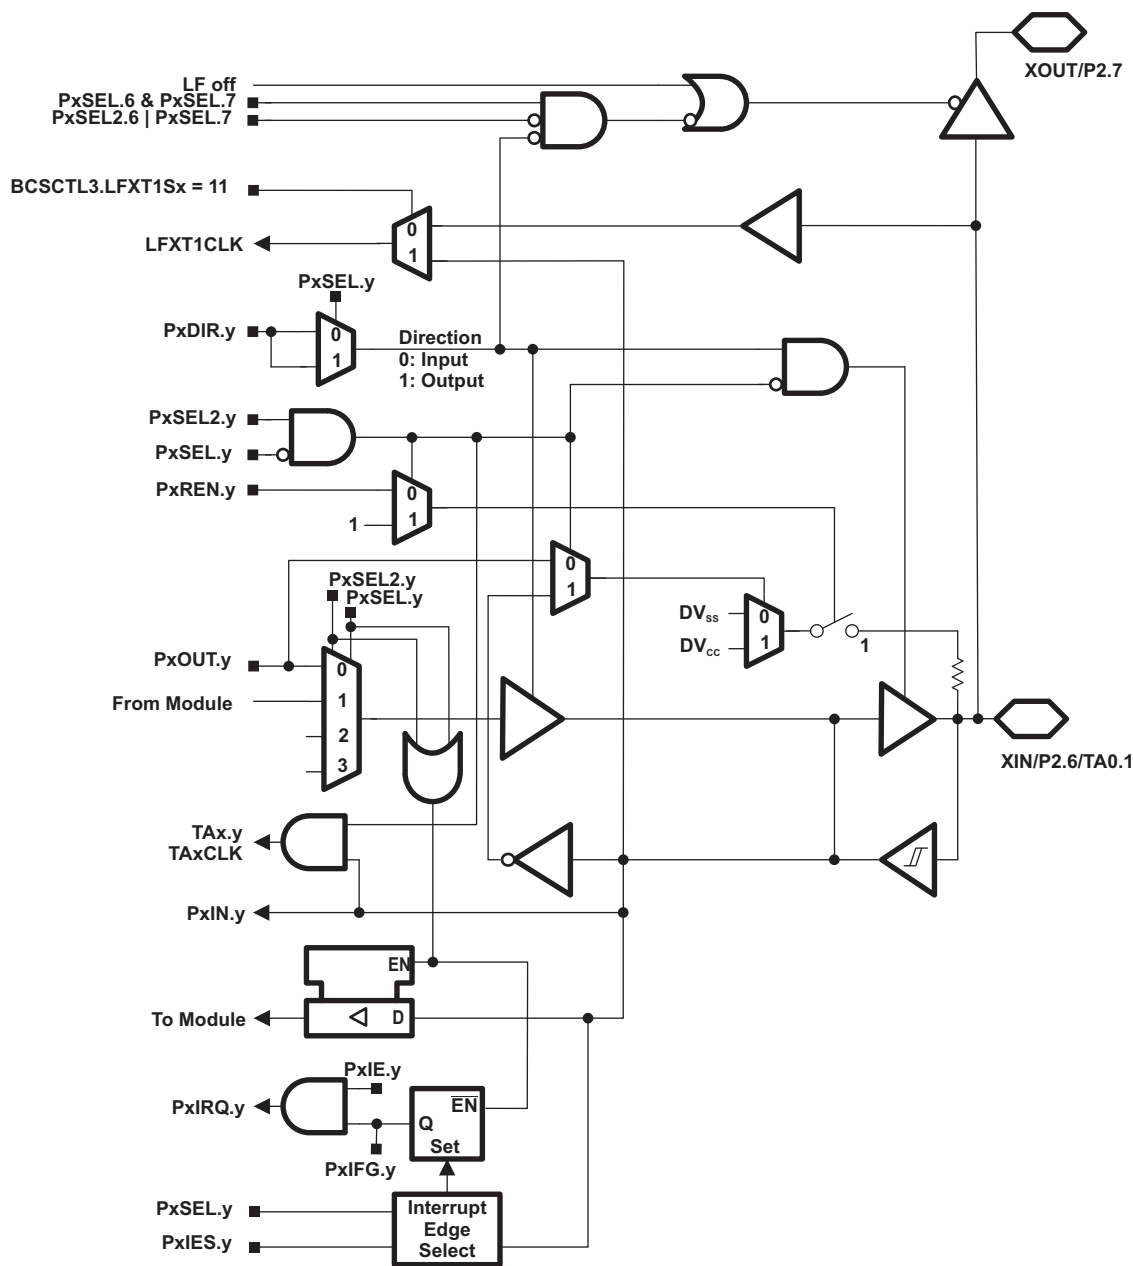 XOUT/P2.7
LF off
PxSEL.6 & PxSEL.7
PxSEL2.6 | PxSEL.7
BCSCTL3.LFXT1Sx = 11
0
LFXT1CLK
1
PxSEL.y
PxDIR.y
0
1
Direction
0: Input
1: Output
PxSEL2.y
PxSEL.y
PxREN.y
0
1
1
0
1
PxSEL2.y
PxSEL.y
DVSS
0
DVCC
1
1
PxOUT.y
0
From Module
1
2
3
XIN/P2.6/TA0.1
TAx.y
TAxCLK
PxIN.y
EN
To Module
D
PxIE.y
PxIRQ.y
EN
Q
Set
PxIFG.y
PxSEL.y
PxIES.y
Interrupt
Edge
Select